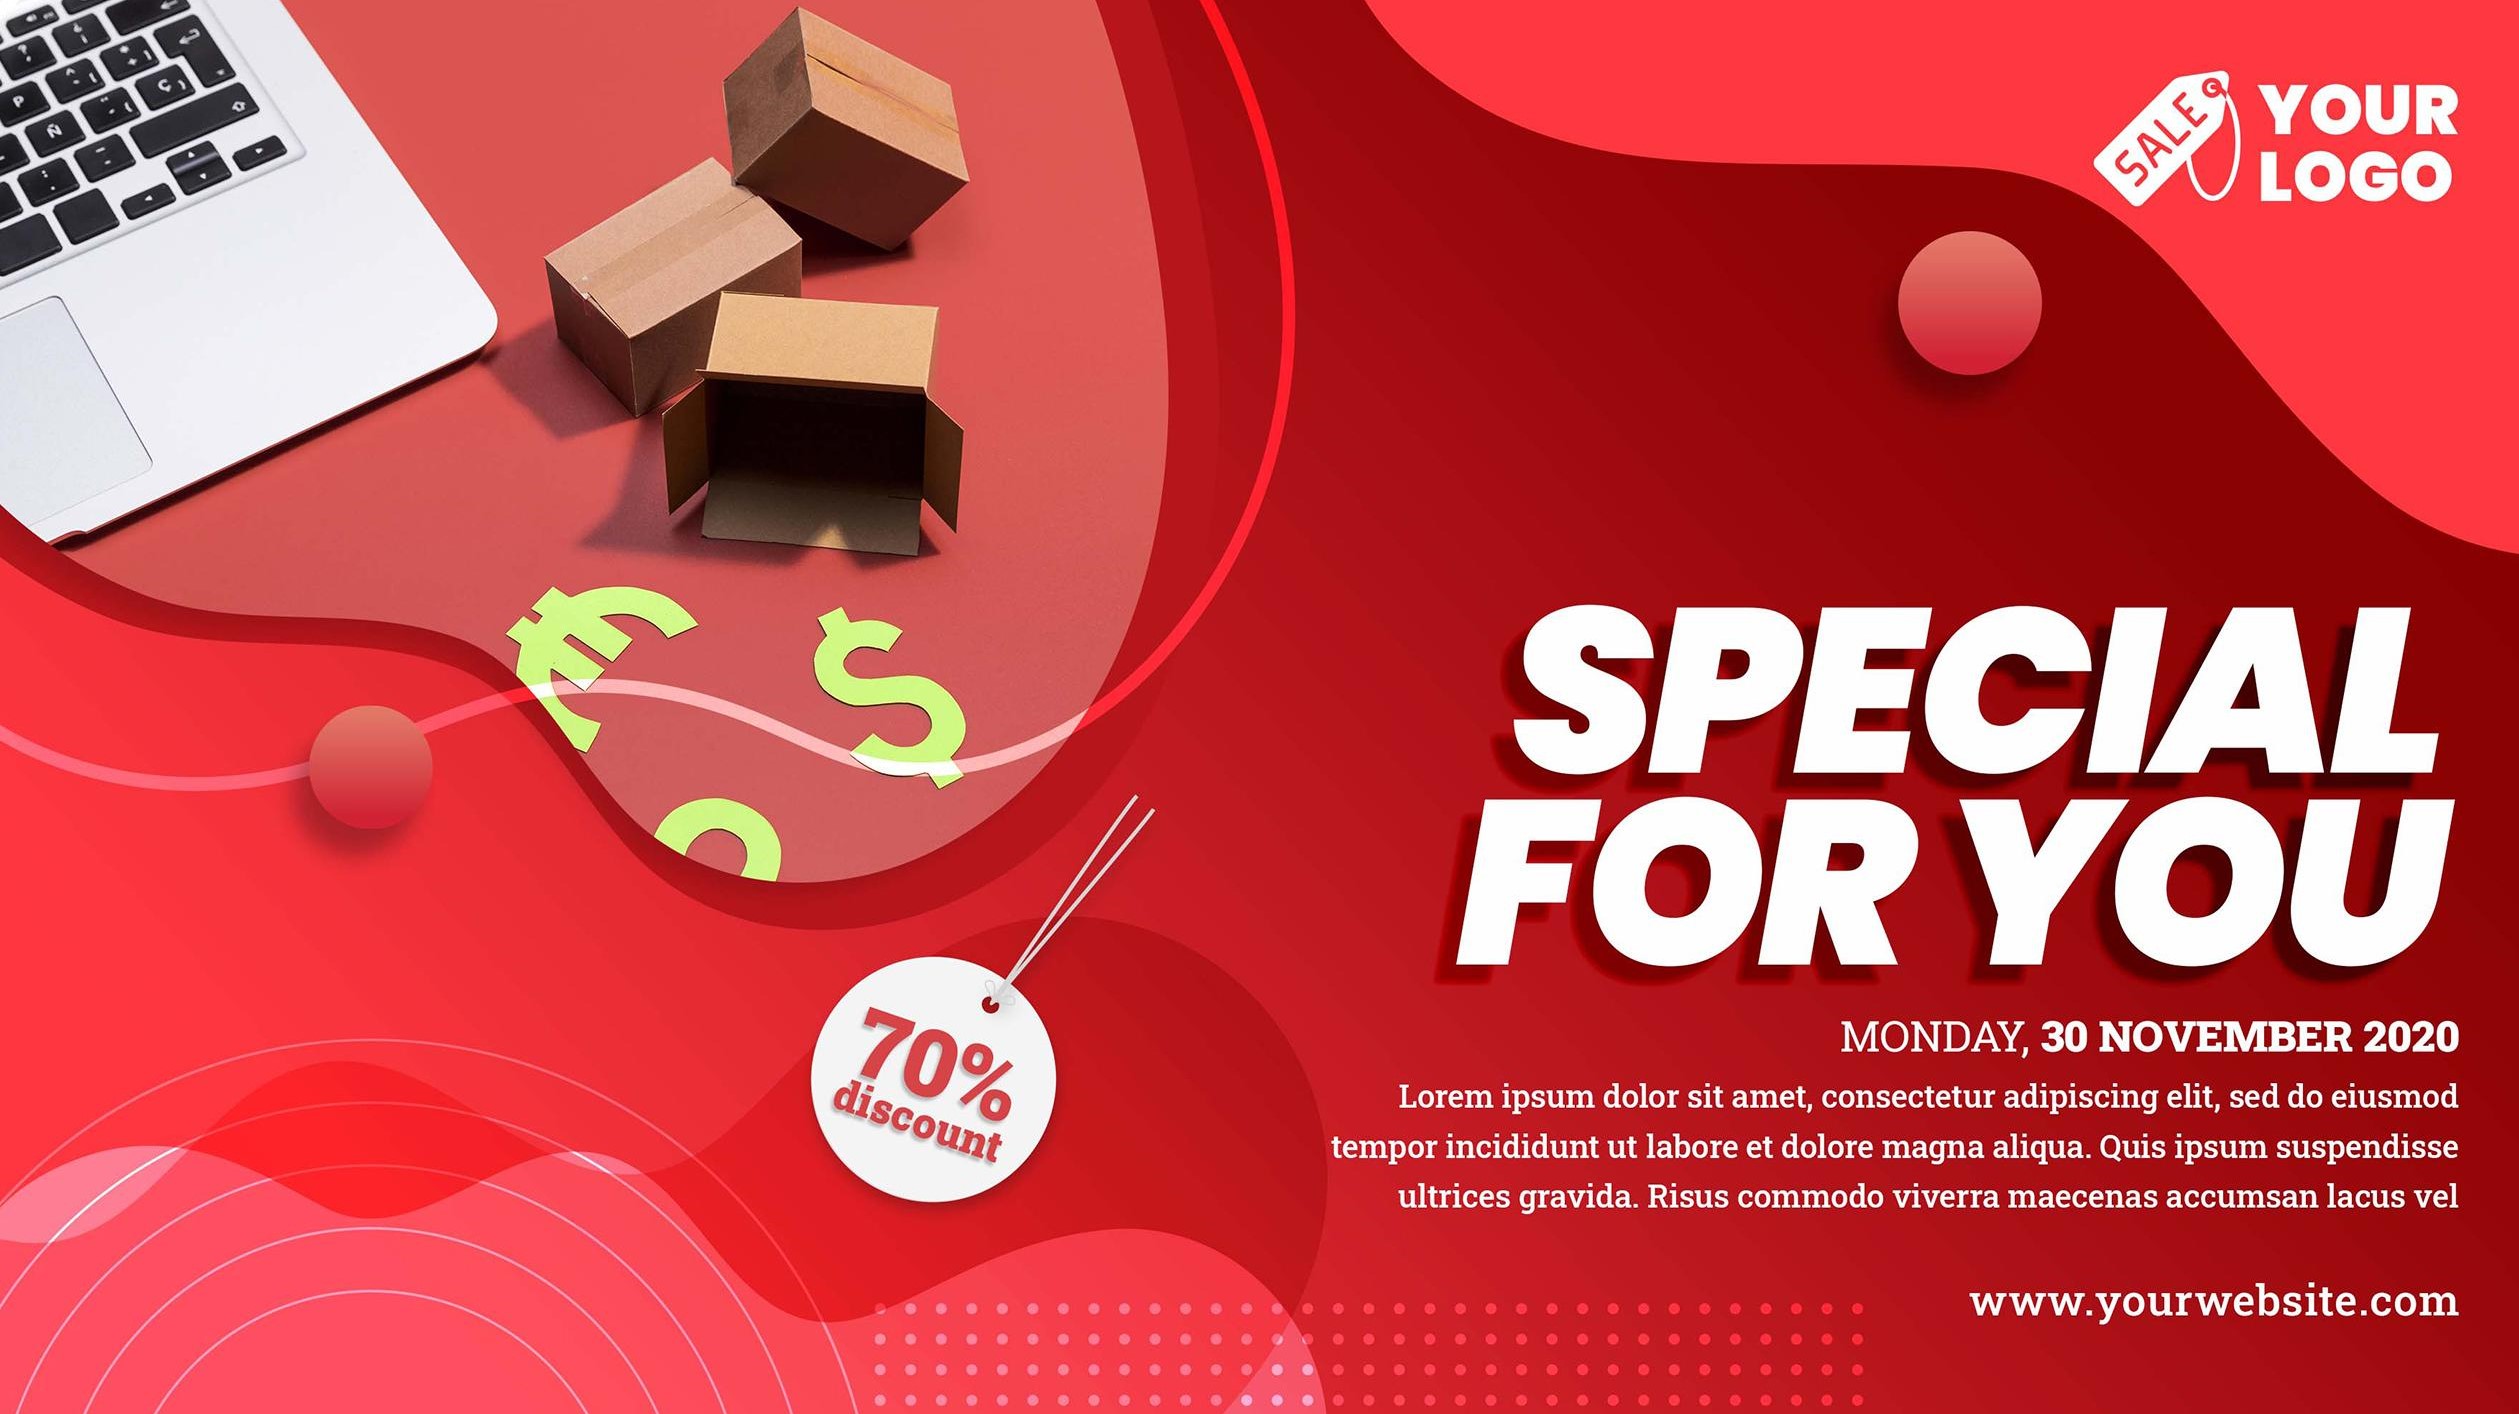 SALE
YOUR
LOGO
SPECIAL
FOR YOU
70%
discount
MONDAY, 30 NOVEMBER 2020
Lorem ipsum dolor sit amet, consectetur adipiscing elit, sed do eiusmod
tempor incididunt ut labore et dolore magna aliqua. Quis ipsum suspendisse
ultrices gravida. Risus commodo viverra maecenas accumsan lacus vel
www.yourwebsite.com